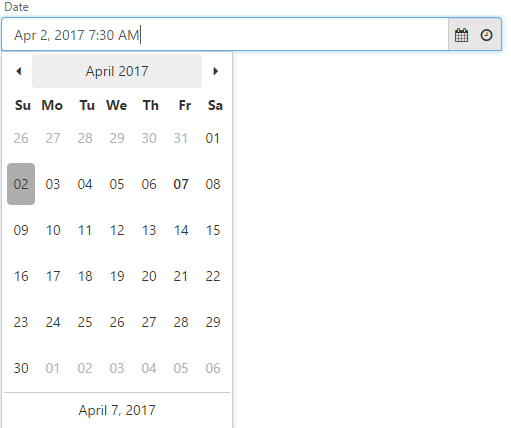 Date
Apr 2, 2017 7:30 AM
April 2017
Su Mo Tu We Th Fr Sa
26 27 28 29 30 31 01
02 03 04 05 06 07 08
09 10 11 12 13 14 15
16 17 18 19 20 21 22
23 24 25 26 27 28 29
30 01 02 03 04 05 06
April 7, 2017